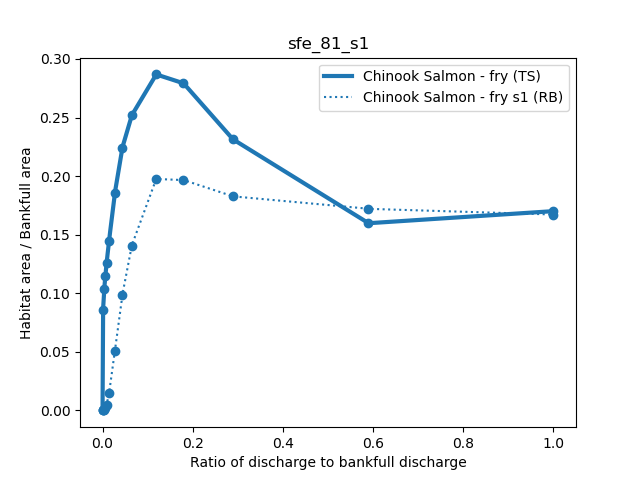 sfe_81_s1
Chinook Salmon - fry (TS)
Chinook Salmon - fry s1 (RB)
Habitat area / Bankfull area
0.30
0.25
0.20
0.15
0.10
0.05
0.00
0.0 0.2 0.4 0.6 0.8 1.0
Ratio of discharge to bankfull discharge